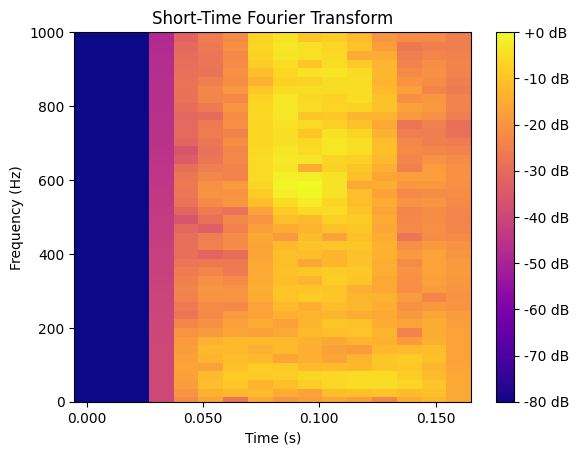 Short-Time Fourier Transform
1000
800
600
400
200
0
Frequency (Hz)
0.000
0.050
0.100
0.150
Time (s)
+0 dB
-10 dB
-20 dB
-30 dB
-40 dB
-50 dB
-60 dB
-70 dB
-80 dB